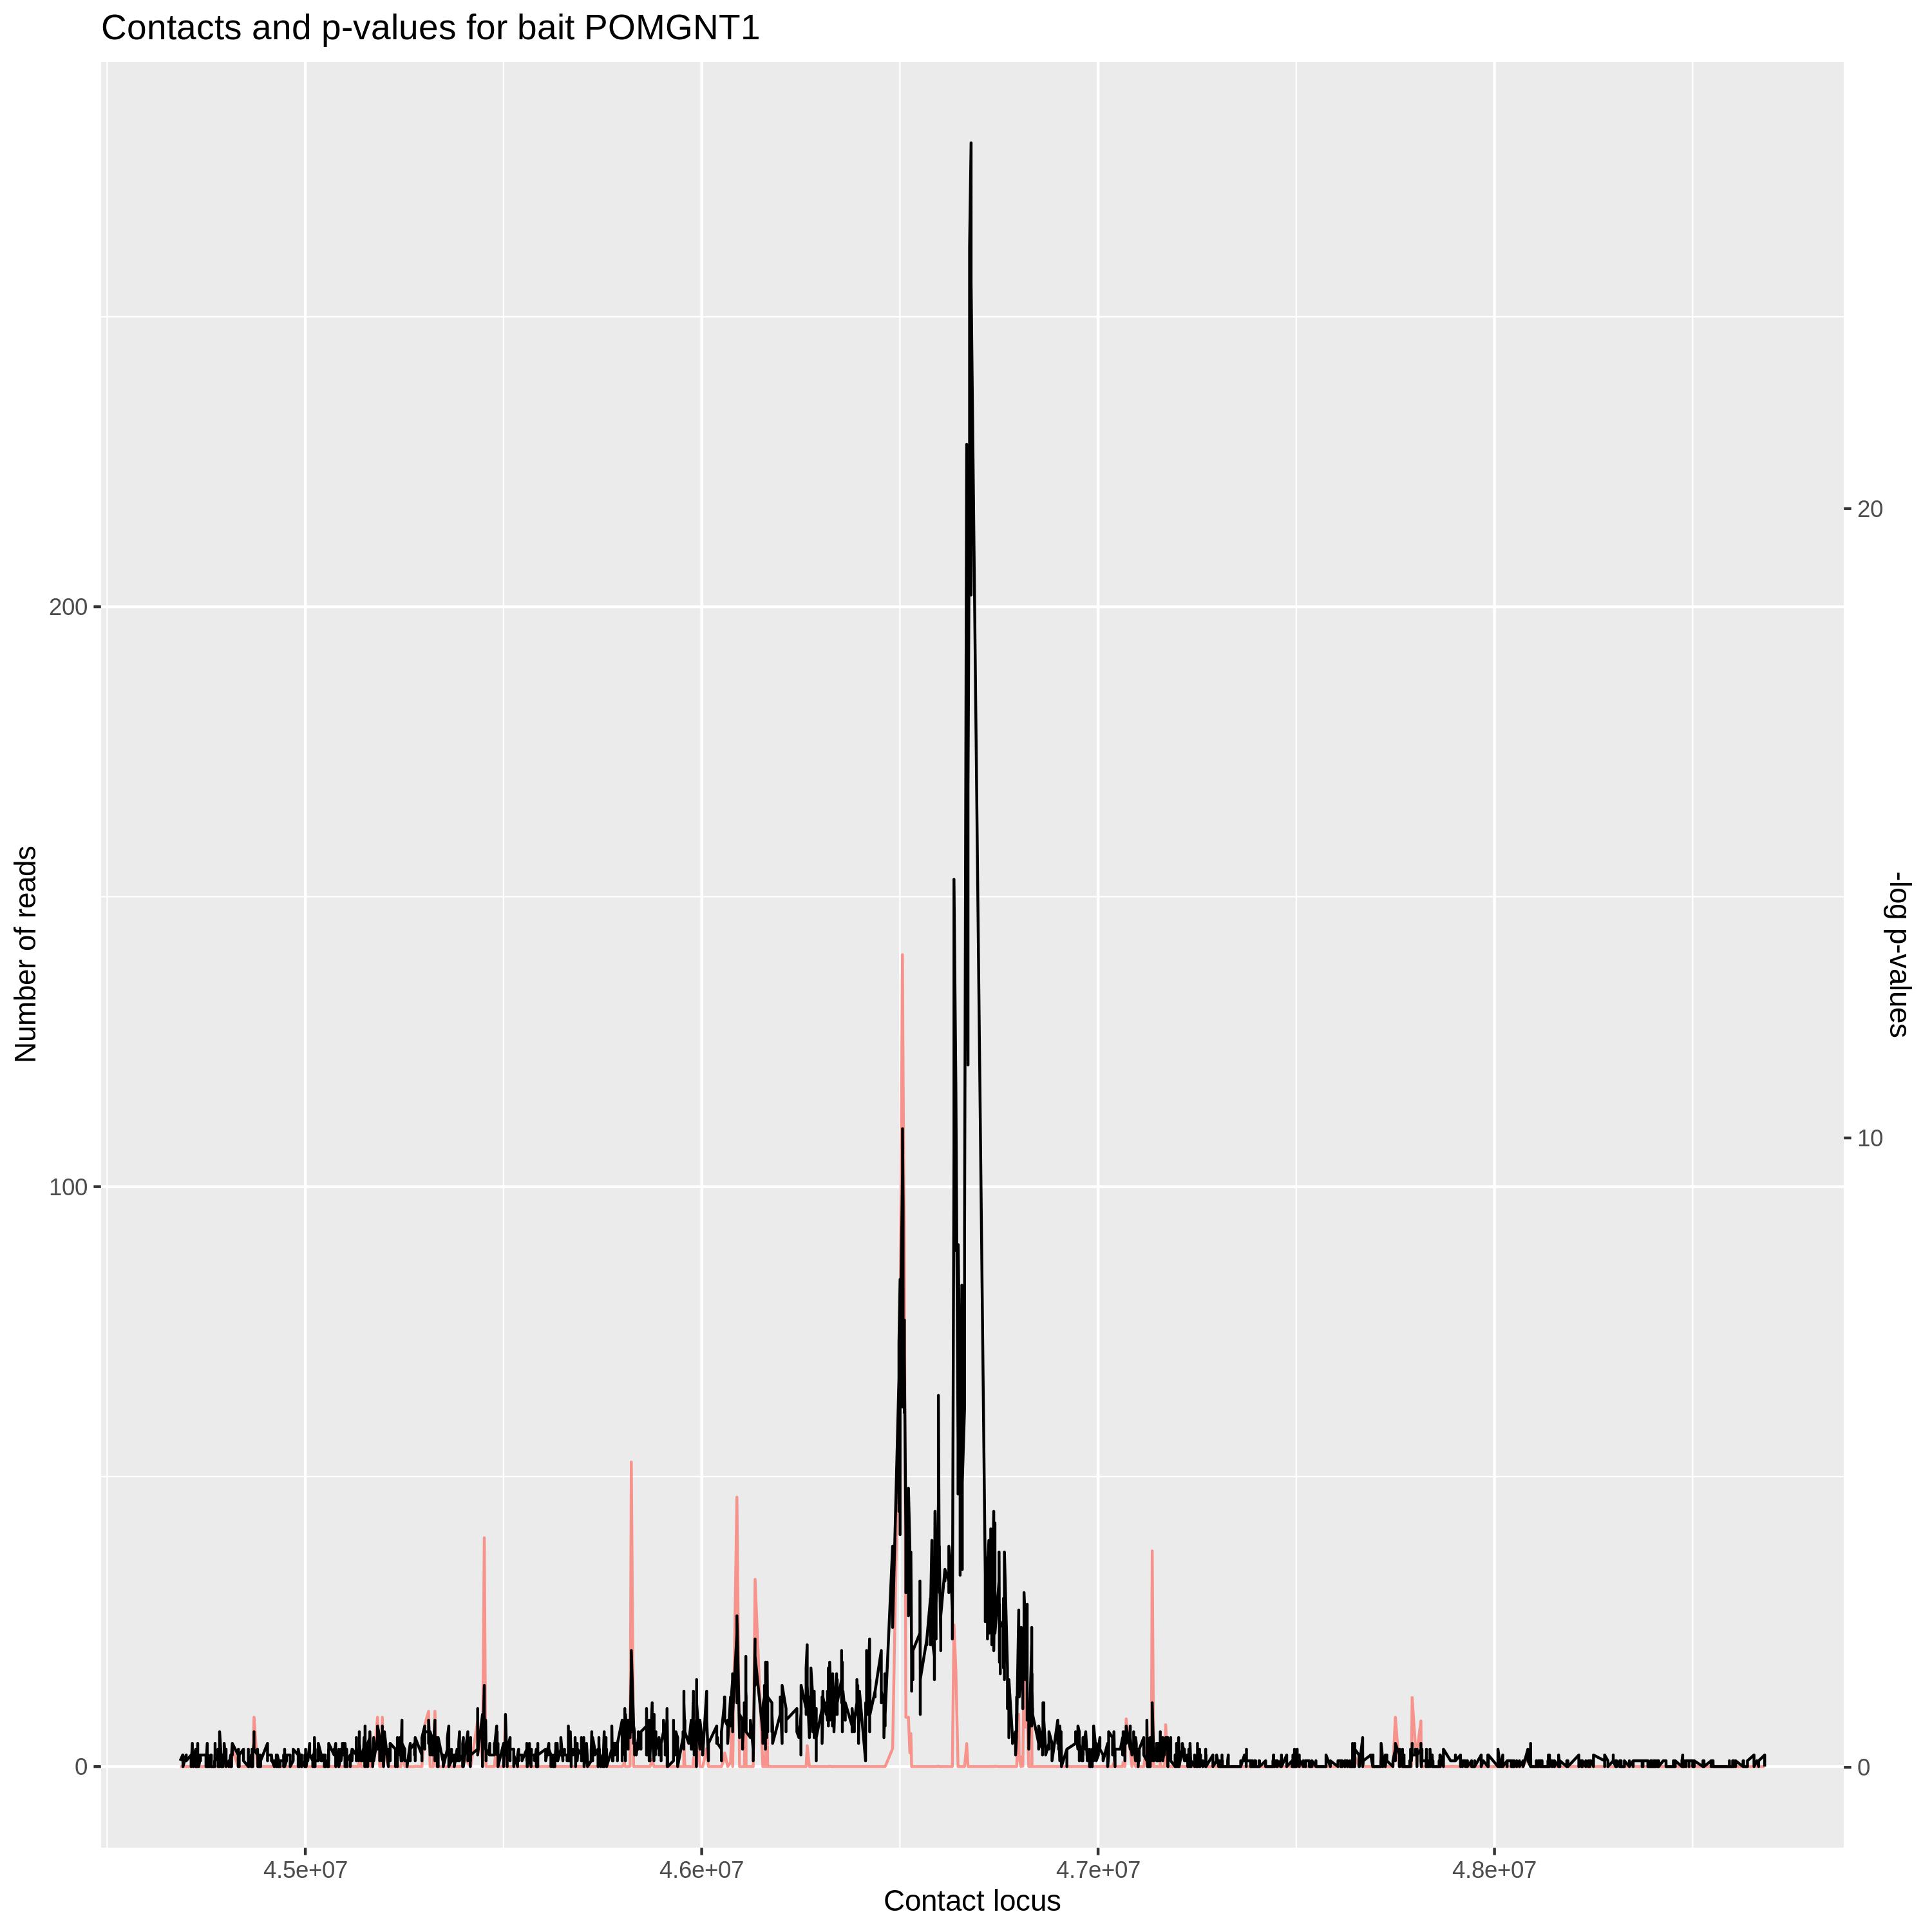 Contacts and p-values for bait POMGNT1
Number of reads
200
100
0
20
10
0
-log p-values
4.5e+07
4.6e+07
4.7e+07
4.8e+07
Contact locus